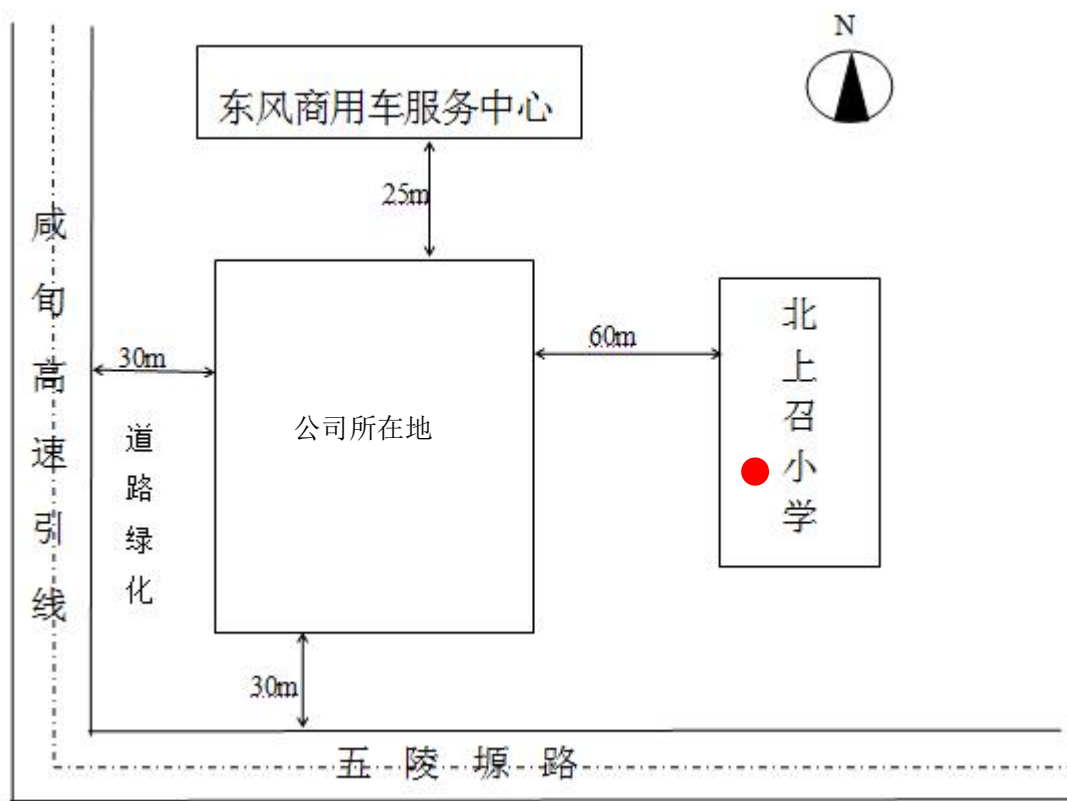 N
东风商用车服务中心
25m
咸旬高速引线
30m
60m
北上召小学
公司所在地
道路绿化
30m
五陵塬路